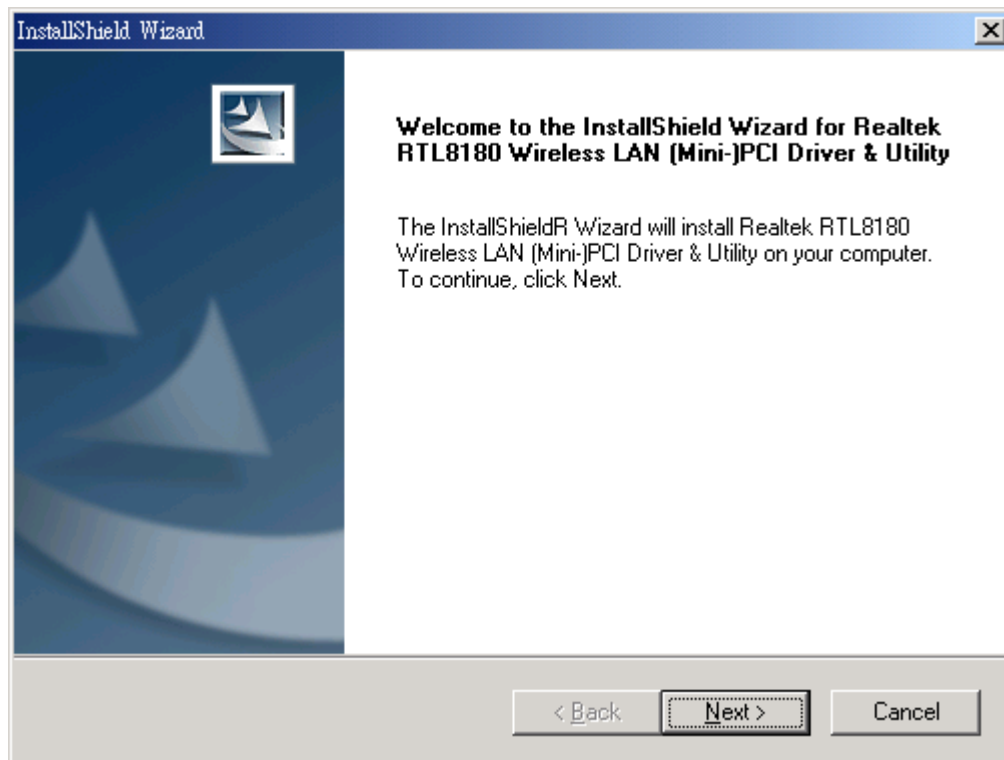 InstallShield Wizard
Welcome to the InstallShield Wizard for Realtek
RTL8180 Wireless LAN (Mini-)PCI Driver & Utility
The InstallShieldR Wizard will install Realtek RTL8180
Wireless LAN (Mini-)PCI Driver & Utility on your computer.
To continue, click Next.
< Back
Next >
Cancel